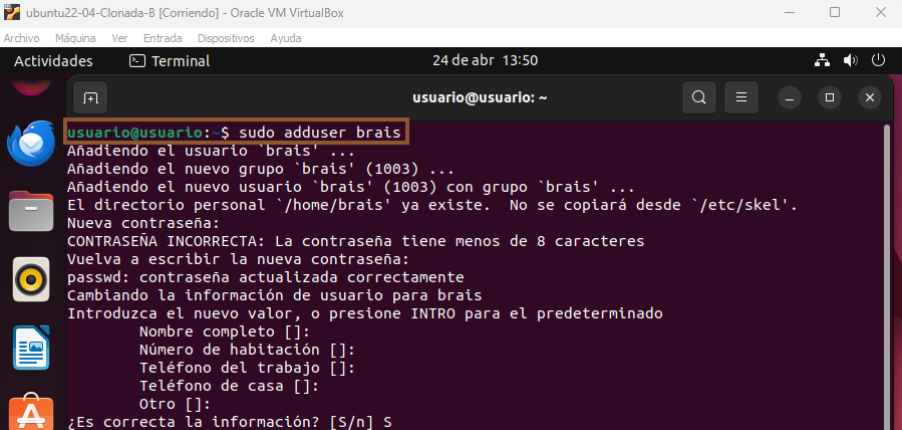 ubuntu22-04-Clonada-B [Corriendo] - Oracle VM VirtualBox
Archivo Máquina Ver Entrada Dispositivos Ayuda
Actividades Terminal 24 de abr 13:50
usuario@usuario: ~
usuario@usuario:~$ sudo adduser brais
Añadiendo el usuario `brais' ...
Añadiendo el nuevo grupo `brais' (1003) ...
Añadiendo el nuevo usuario `brais' (1003) con grupo `brais' ...
El directorio personal `/home/brais' ya existe.  No se copiará desde `/etc/skel'.
Nueva contraseña:
CONTRASEÑA INCORRECTA: La contraseña tiene menos de 8 caracteres
Vuelva a escribir la nueva contraseña:
passwd: contraseña actualizada correctamente
Cambiando la información de usuario para brais
Introduzca el nuevo valor, o presione INTRO para el predeterminado
Nombre completo []:
Número de habitación []:
Teléfono del trabajo []:
Teléfono de casa []:
Otro []:
¿Es correcta la información? [S/n] S